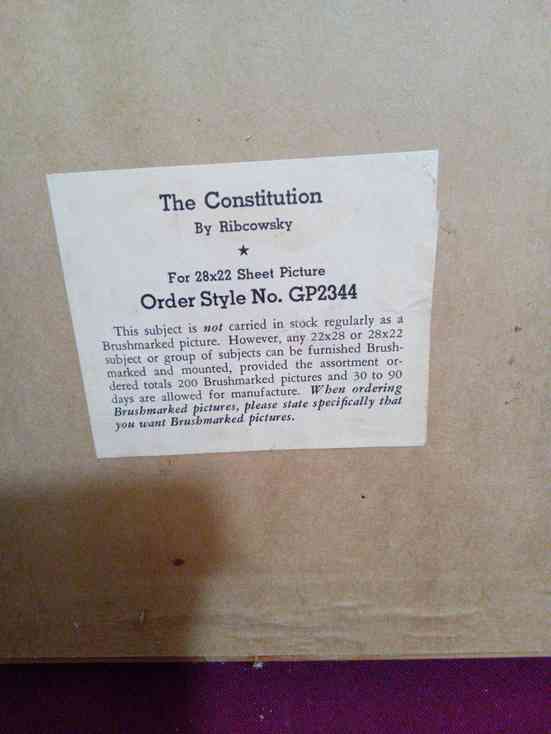 The Constitution
By Ribcowsky
★
For 28x22 Sheet Picture
Order Style No. GP2344
This subject is not carried in stock regularly as a
Brushmarked picture. However, any 22x28 or 28x22
subject or group of subjects can be furnished Brush-
marked and mounted, provided the assortment or-
dered totals 200 Brushmarked pictures and 30 to 90
days are allowed for manufacture. When ordering
Brushmarked pictures, please state specifically that
you want Brushmarked pictures.